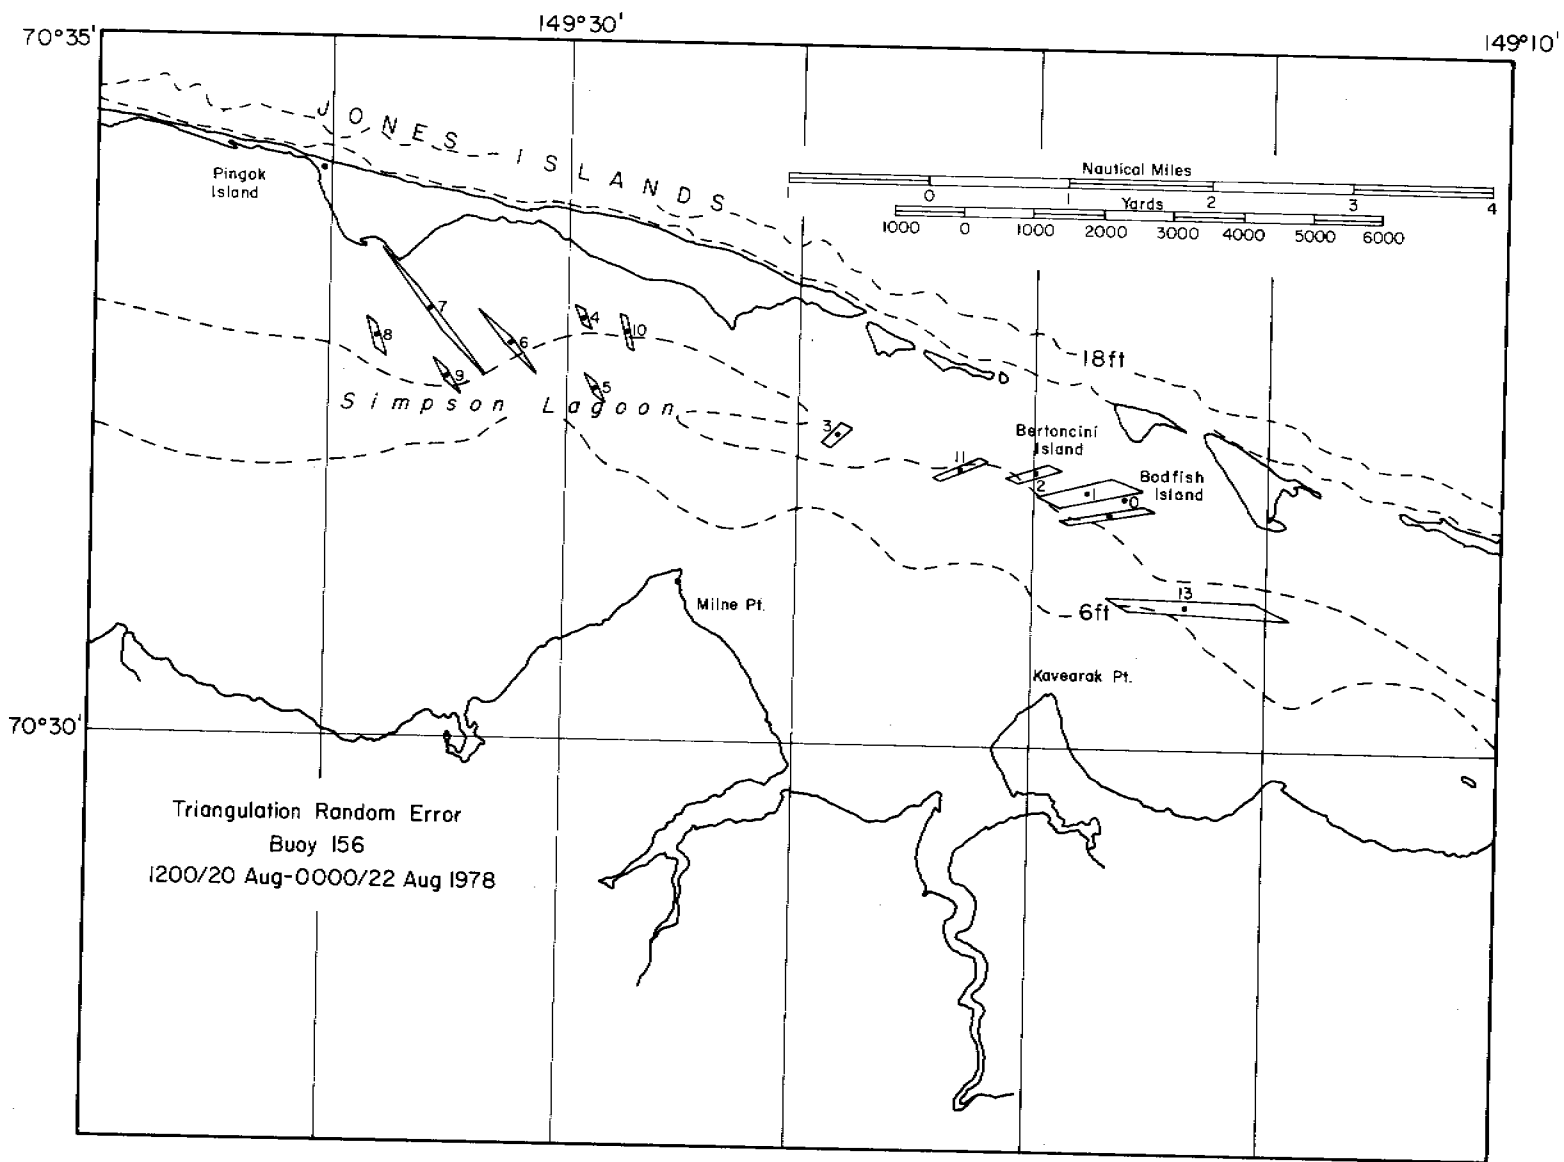 149°30'
70°35'
149°10'
JONES ISLANDS
Pingok
Island
Nautical Miles
1 0 1 2 3 4
Yards
1000 0 1000 2000 3000 4000 5000 6000
7
8
6
4
10
9
5
18ft
Simpson Lagoon
3
Bertoncini
Island
11
2
1
Bodfish
Island
0
13
6ft
Milne Pt.
Kavearak Pt.
70°30'
Triangulation Random Error
Buoy 156
1200/20 Aug-0000/22 Aug 1978